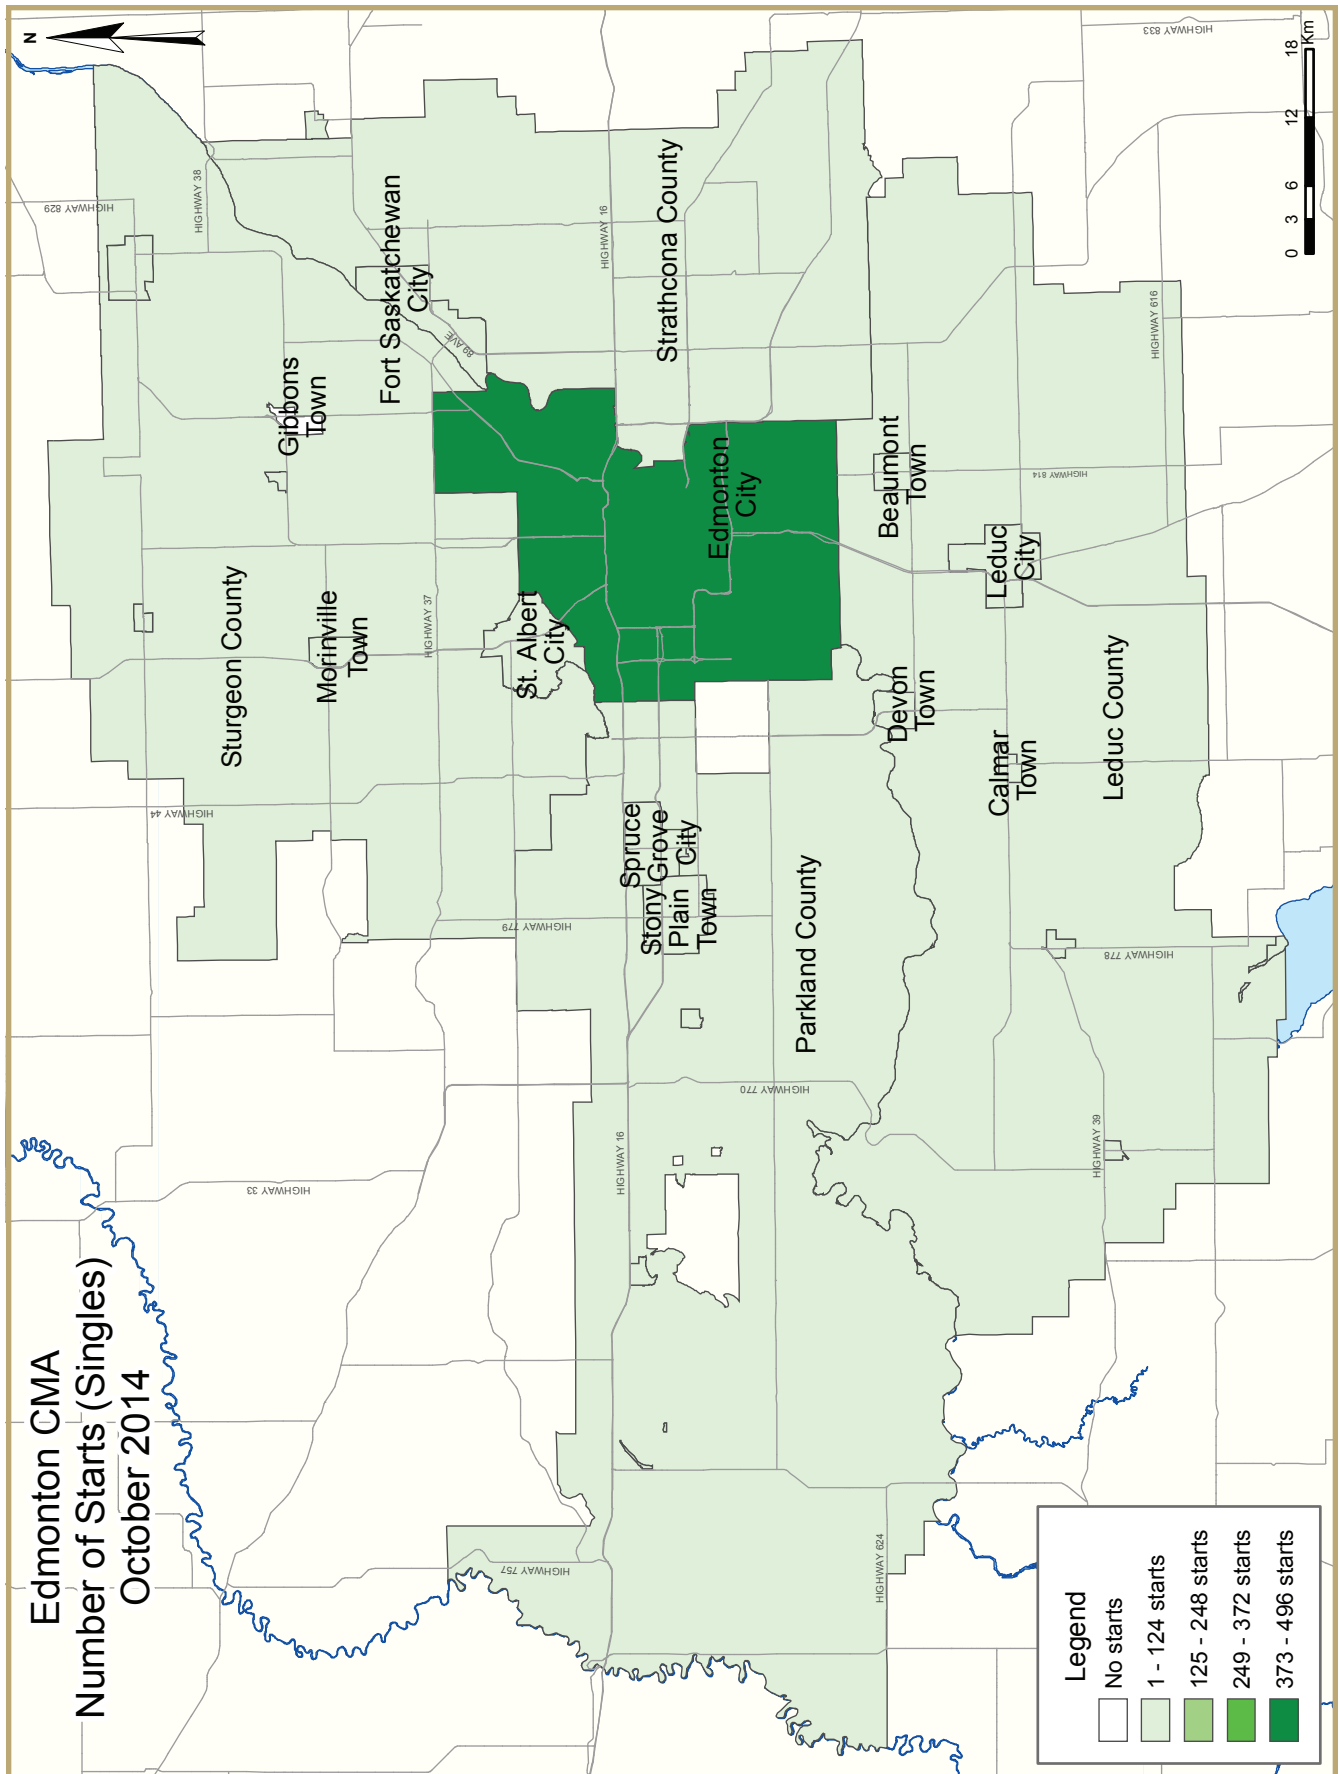 Edmonton CMA
Number of Starts (Singles)
October 2014
N
HIGHWAY 829
HIGHWAY 38
HIGHWAY 833
Fort Saskatchewan
City
HIGHWAY 16
Strathcona County
89 AVE
Gibbons
Town
HIGHWAY 616
Edmonton
City
Beaumont
Town
HIGHWAY 814
Leduc
City
Sturgeon County
Morinville
Town
HIGHWAY 37
St. Albert
City
Devon
Town
Calmar
Town
Leduc County
HIGHWAY 44
Spruce
Grove
City
Stony
Plain
Town
HIGHWAY 779
Parkland County
HIGHWAY 778
HIGHWAY 770
HIGHWAY 16
HIGHWAY 39
HIGHWAY 33
HIGHWAY 757
HIGHWAY 624
0 3 6 12 18
Km
Legend
No starts
1 - 124 starts
125 - 248 starts
249 - 372 starts
373 - 496 starts